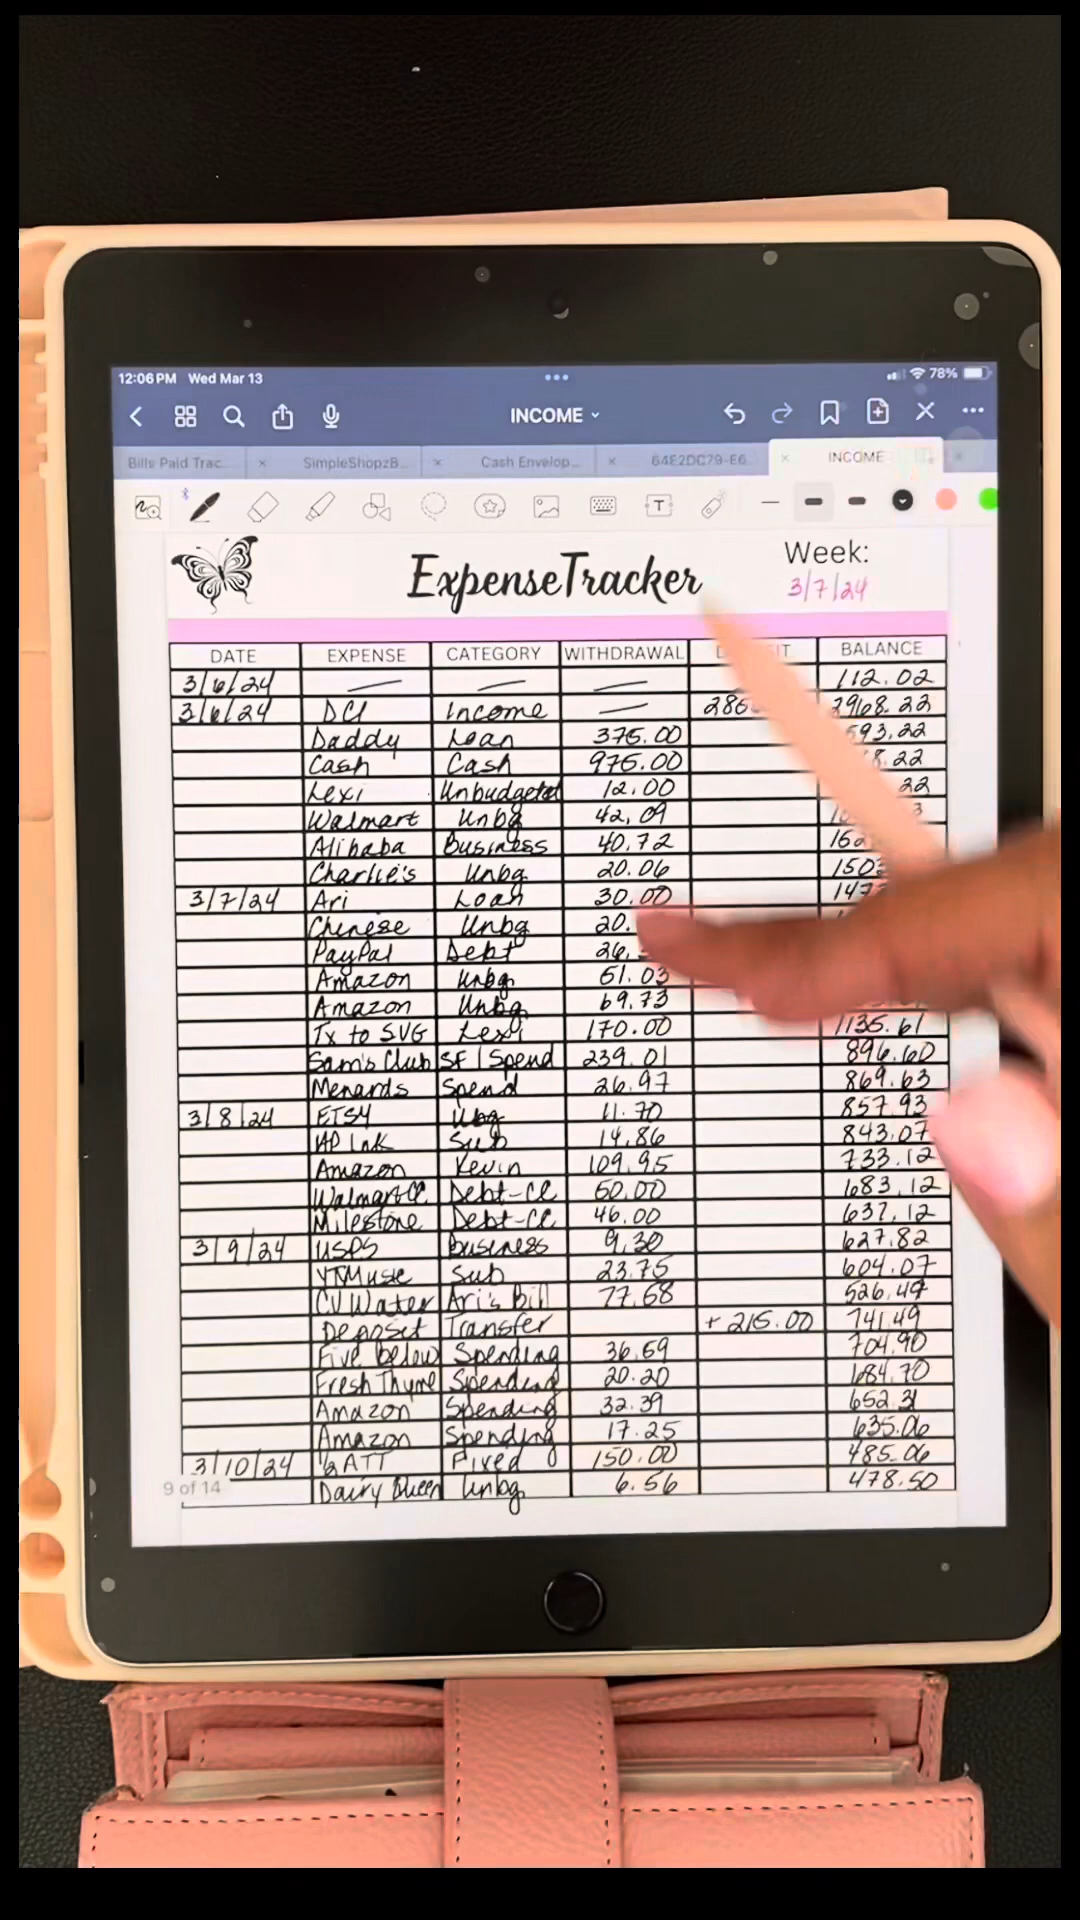 12:06 PM Wed Mar 13
78%
INCOME
Bills Paid Trac...
SimpleShopzB...
Cash Envelop...
64E2DC79-E6...
INCOME
T
ExpenseTracker
Week:
3/7/24
DATE EXPENSE CATEGORY WITHDRAWAL BALANCE
3/6/24 — — — 112.02
3/6/24 DCI Income — 2968.22
Daddy Loan 375.00
Cash Cash 975.00
Lexi Unbudgeted 12.00
Walmart Unbg 42.09
Alibaba Business 40.72
Charlie's Unbg 20.06
3/7/24 Ari Loan 30.00
Chinese Unbg
PayPal Debt
Amazon Unbg 51.03
Amazon Unbg 69.73
Tx to SVG Lexi 170.00 1135.61
Sam's Club SF/Spend 239.01 896.60
Menards Spend 26.97 869.63
3/8/24 ETSY Ubg 11.70 857.93
HP Ink Sub 14.86 843.07
Amazon Kevin 109.95 733.12
Walmart CC Debt-CC 50.00 683.12
Milestone Debt-CC 46.00 637.12
3/9/24 USPS Business 9.30 627.82
YTMusic Sub 23.75 604.07
CV Water Ari's Bill 77.68 526.49
Deposit Transfer + 215.00 741.49
Five below Spending 36.59 704.90
Fresh Thyme Spending 20.20 684.70
Amazon Spending 32.39 652.31
Amazon Spending 17.25 635.06
3/10/24 1/2 ATT Fixed 150.00 485.06
Dairy Queen Unbg 6.56 478.50
9 of 14